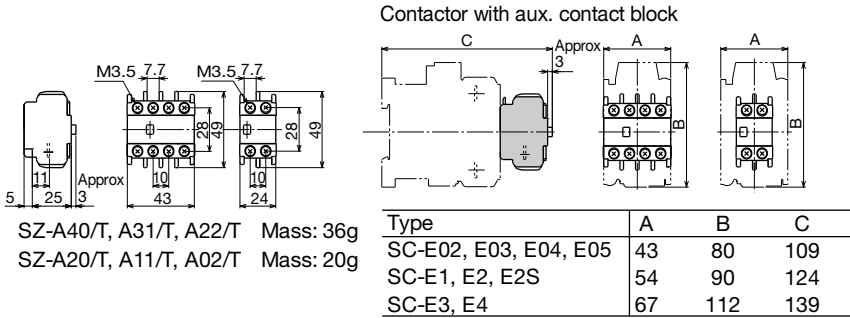 Contactor with aux. contact block
M3.5 7.7 M3.5 7.7
28 49 28 49
11 10 10
5 25 Approx 3 43 24
C Approx 3 A A
B B
SZ-A40/T, A31/T, A22/T Mass: 36g
SZ-A20/T, A11/T, A02/T Mass: 20g
Type A B C
SC-E02, E03, E04, E05 43 80 109
SC-E1, E2, E2S 54 90 124
SC-E3, E4 67 112 139